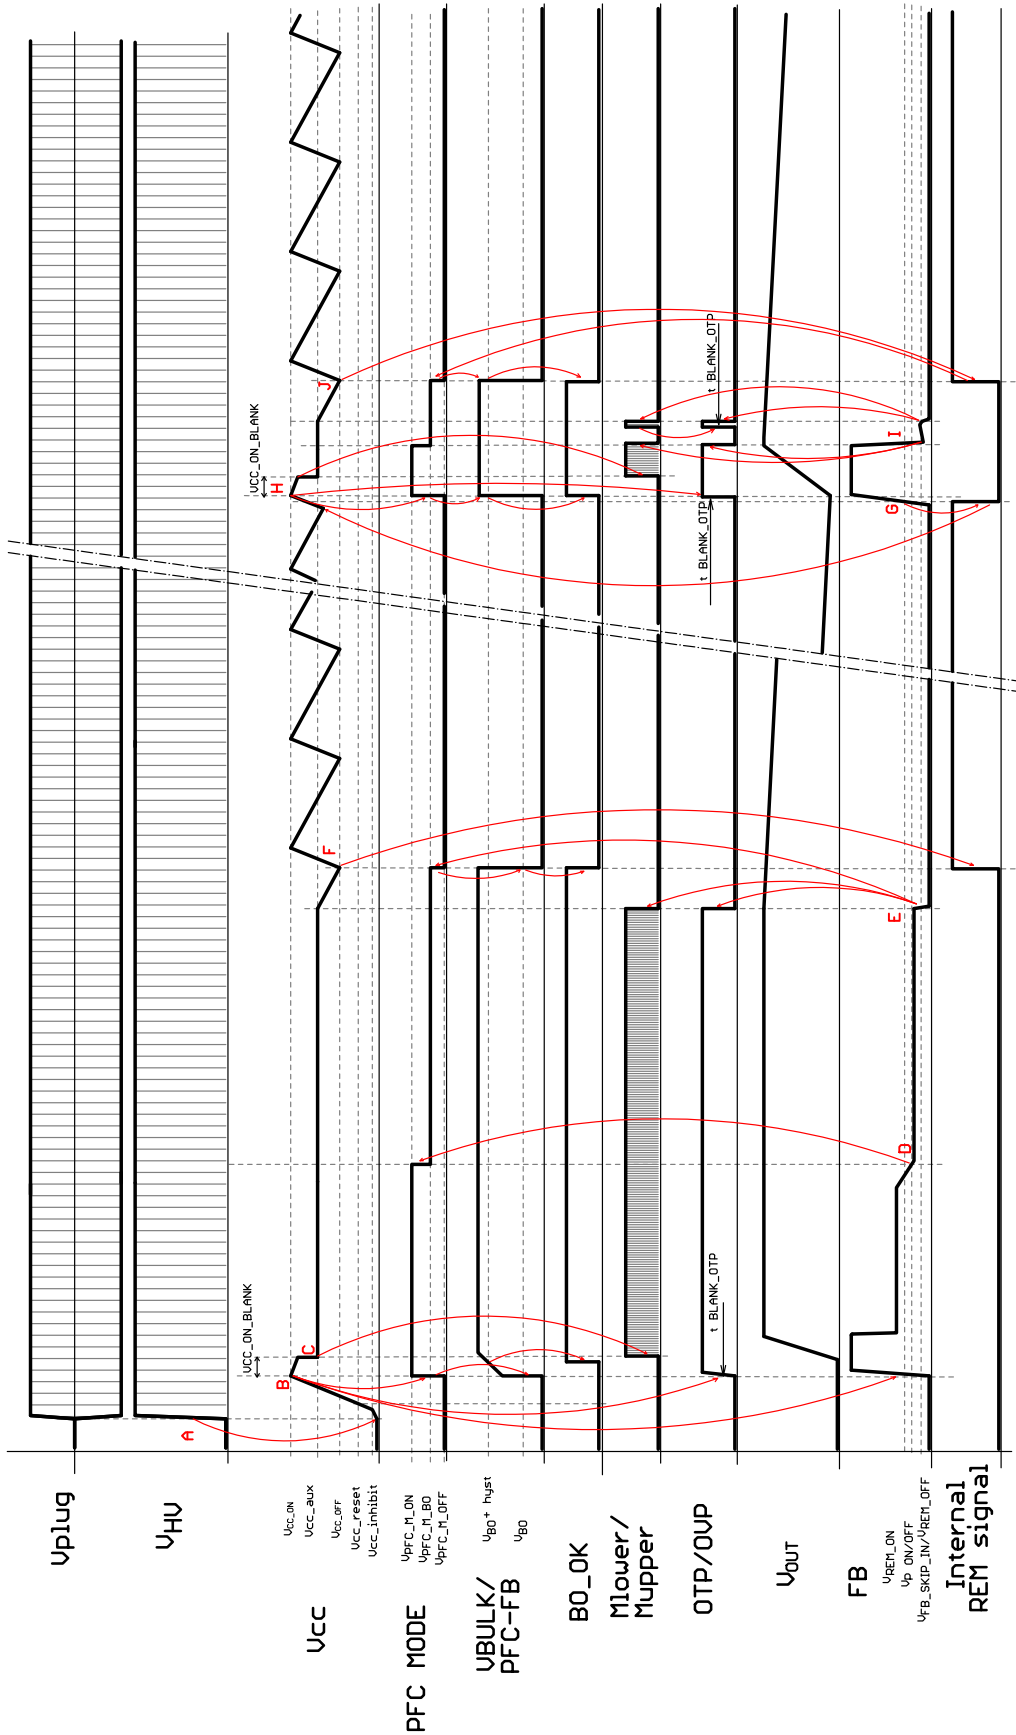 Vplug
VHV
VCC_ON_BLANK
VCC_ON_BLANK
A
B
C
F
H
J
VCC_ON
Vcc_aux
VCC_OFF
Vcc_reset
Vcc_inhibit
Vcc
VPFC_M_ON
VPFC_M_BO
VPFC_M_OFF
PFC MODE
VBO+ hyst
VBO
VBULK/
PFC-FB
BO_OK
Mlower/
Mupper
t BLANK_OTP
t BLANK_OTP
t BLANK_OTP
OTP/OVP
VOUT
D
E
G
I
FB
VREM_ON
VP ON/OFF
VFB_SKIP_IN/VREM_OFF
Internal
REM signal